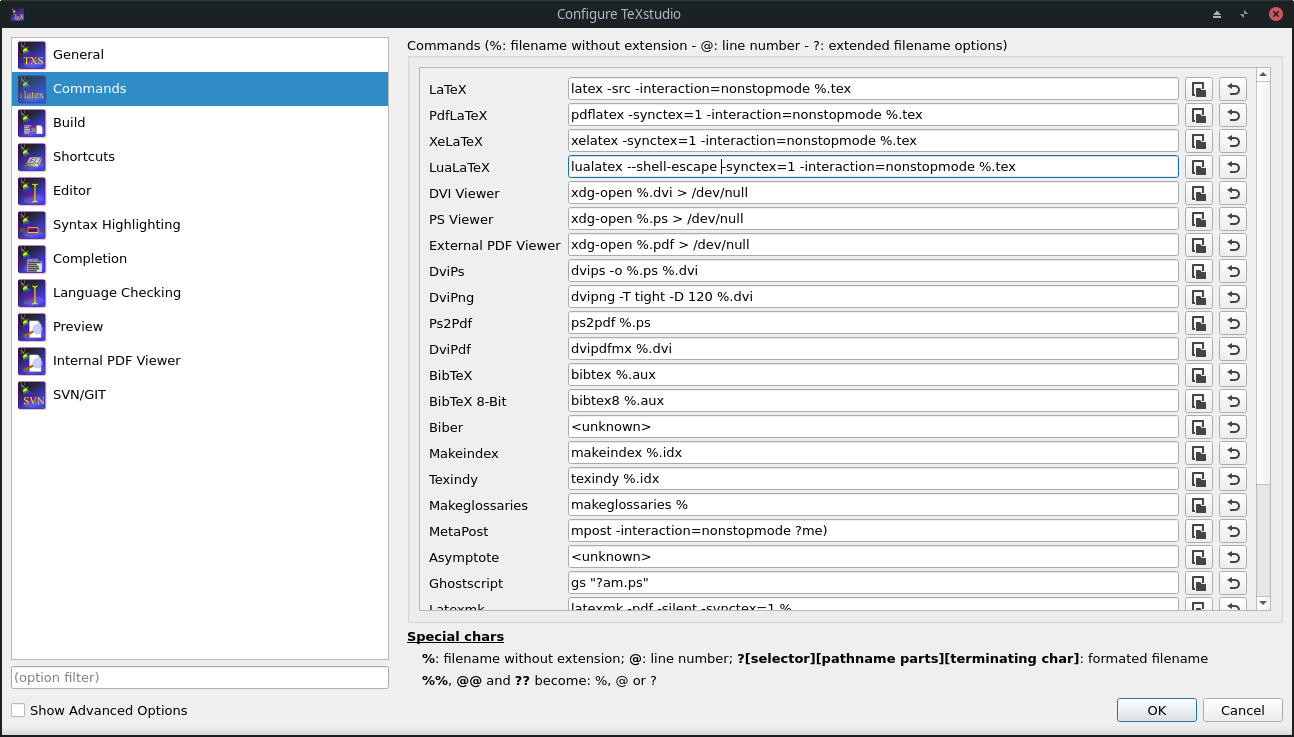 Configure TeXstudio
General
Commands
Build
Shortcuts
Editor
Syntax Highlighting
Completion
Language Checking
Preview
Internal PDF Viewer
SVN/GIT
(option filter)
Show Advanced Options
Commands (%: filename without extension - @: line number - ?: extended filename options)
LaTeX latex -src -interaction=nonstopmode %.tex
PdfLaTeX pdflatex -synctex=1 -interaction=nonstopmode %.tex
XeLaTeX xelatex -synctex=1 -interaction=nonstopmode %.tex
LuaLaTeX lualatex --shell-escape -synctex=1 -interaction=nonstopmode %.tex
DVI Viewer xdg-open %.dvi > /dev/null
PS Viewer xdg-open %.ps > /dev/null
External PDF Viewer xdg-open %.pdf > /dev/null
DviPs dvips -o %.ps %.dvi
DviPng dvipng -T tight -D 120 %.dvi
Ps2Pdf ps2pdf %.ps
DviPdf dvipdfmx %.dvi
BibTeX bibtex %.aux
BibTeX 8-Bit bibtex8 %.aux
Biber <unknown>
Makeindex makeindex %.idx
Texindy texindy %.idx
Makeglossaries makeglossaries %
MetaPost mpost -interaction=nonstopmode ?me)
Asymptote <unknown>
Ghostscript gs "?am.ps"
Latexmk latexmk -pdf -silent -synctex=1 %
Special chars
%: filename without extension; @: line number; ?[selector][pathname parts][terminating char]: formated filename
%%, @@ and ?? become: %, @ or ?
OK Cancel